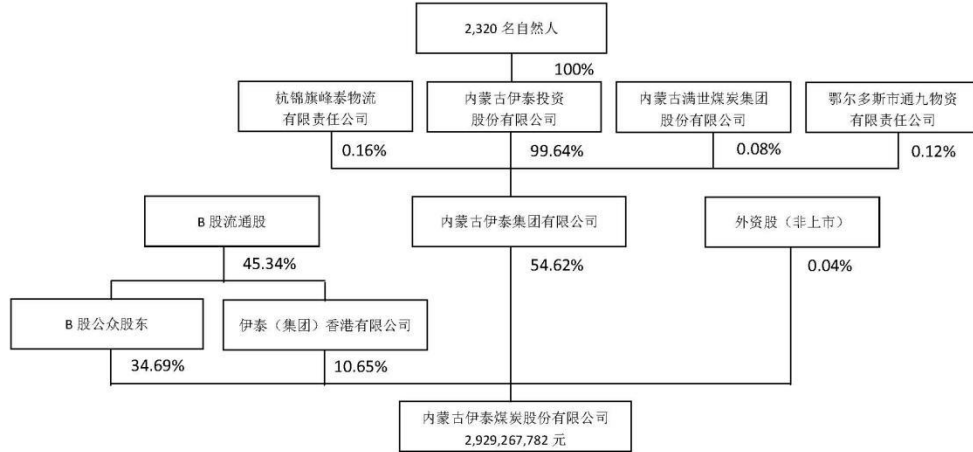 2,320 名自然人
100%
杭锦旗峰泰物流
有限责任公司
内蒙古伊泰投资
股份有限公司
内蒙古满世煤炭集团
股份有限公司
鄂尔多斯市通九物资
有限责任公司
0.16%
99.64%
0.08%
0.12%
B 股流通股
内蒙古伊泰集团有限公司
外资股（非上市）
45.34%
54.62%
0.04%
B 股公众股东
伊泰（集团）香港有限公司
34.69%
10.65%
内蒙古伊泰煤炭股份有限公司
2,929,267,782 元